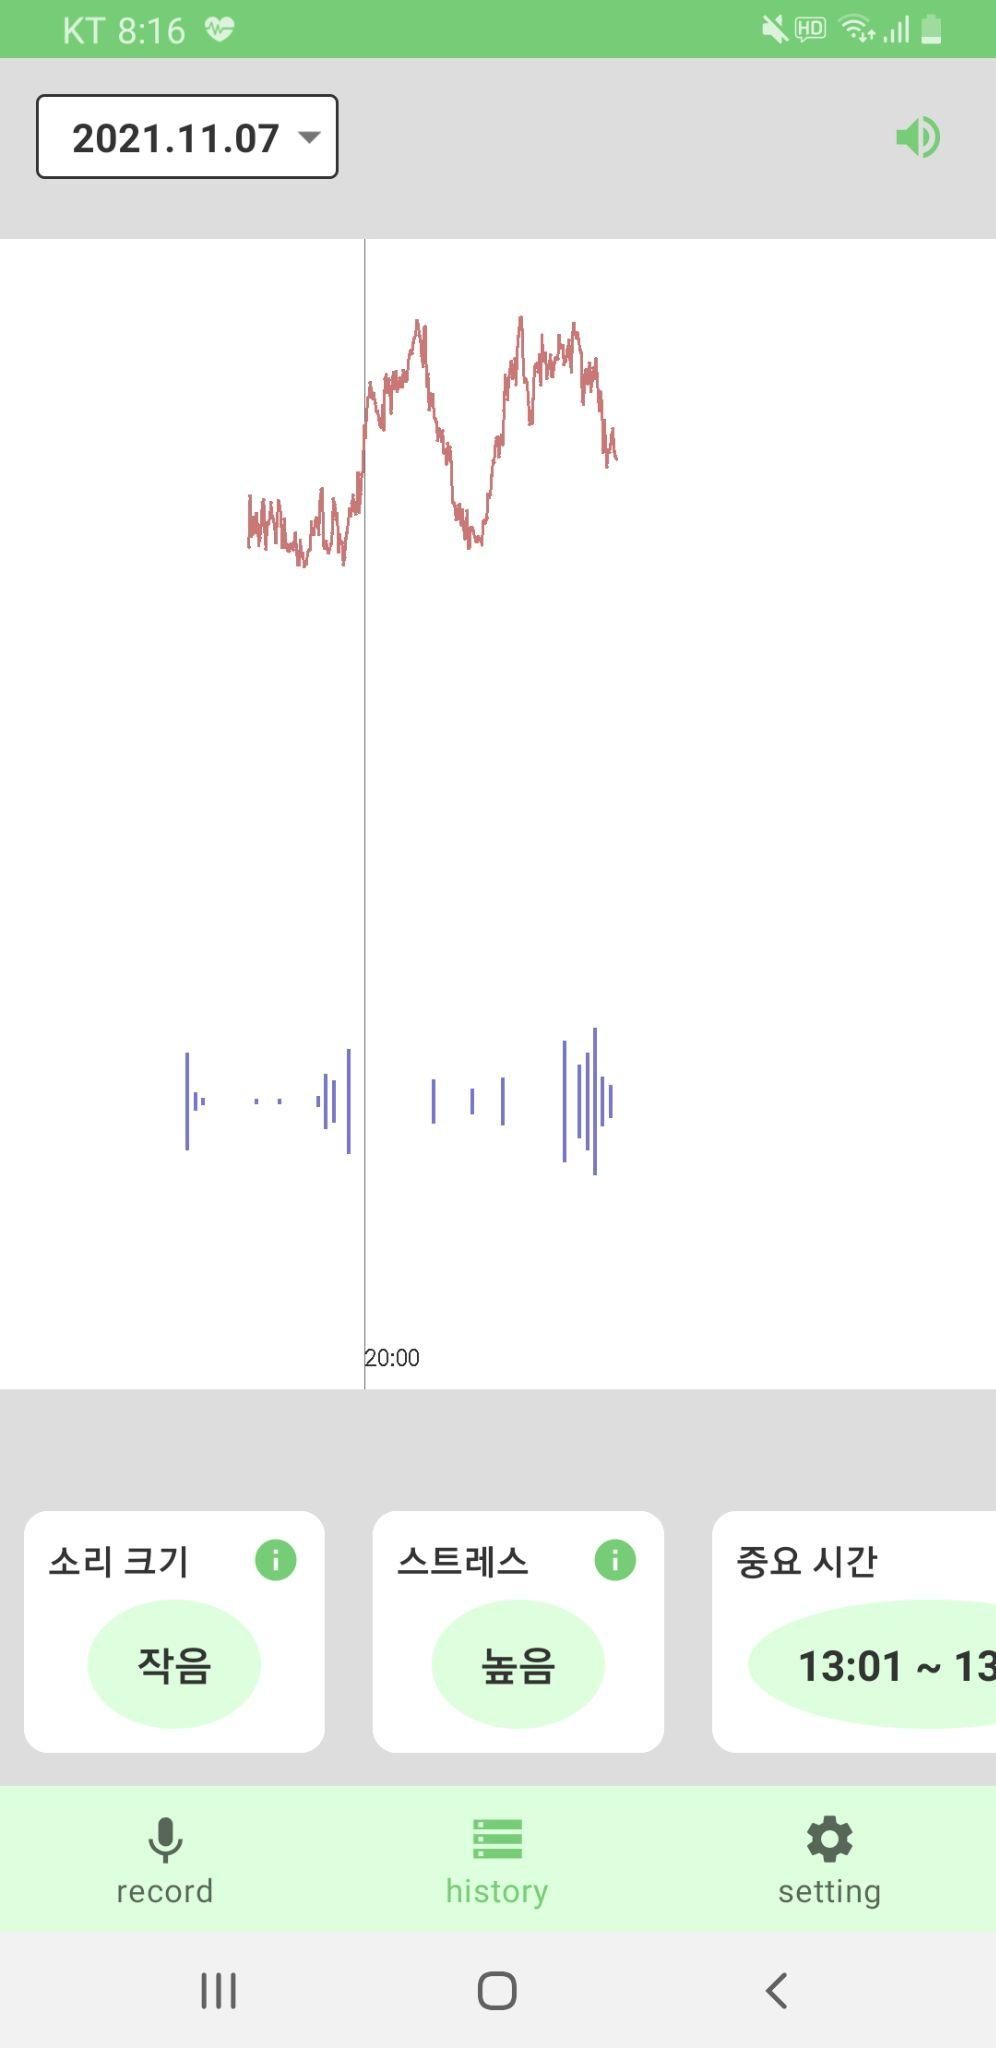 KT 8:16
HD
2021.11.07
20:00
소리 크기
스트레스
중요 시간
작음
높음
13:01 ~ 13
record
history
setting